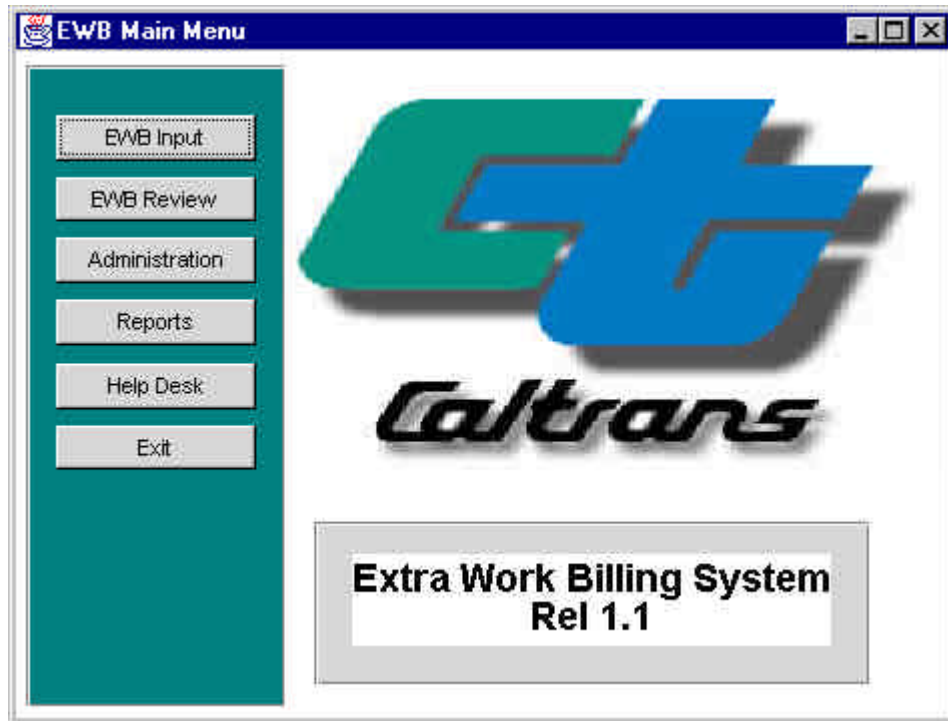 EWB Main Menu
EWB Input
EWB Review
Administration
Reports
Help Desk
Exit
Ct
Caltrans
Extra Work Billing System
Rel 1.1